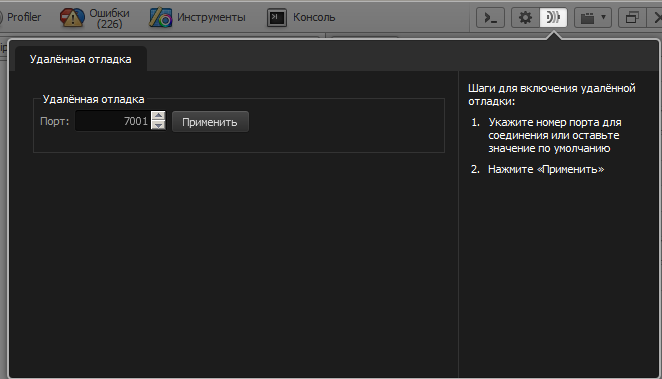 Profiler
Ошибки
(226)
Инструменты
Консоль
Удалённая отладка
Удалённая отладка
Порт: 7001 Применить
Шаги для включения удалённой
отладки:
1. Укажите номер порта для
соединения или оставьте
значение по умолчанию
2. Нажмите «Применить»